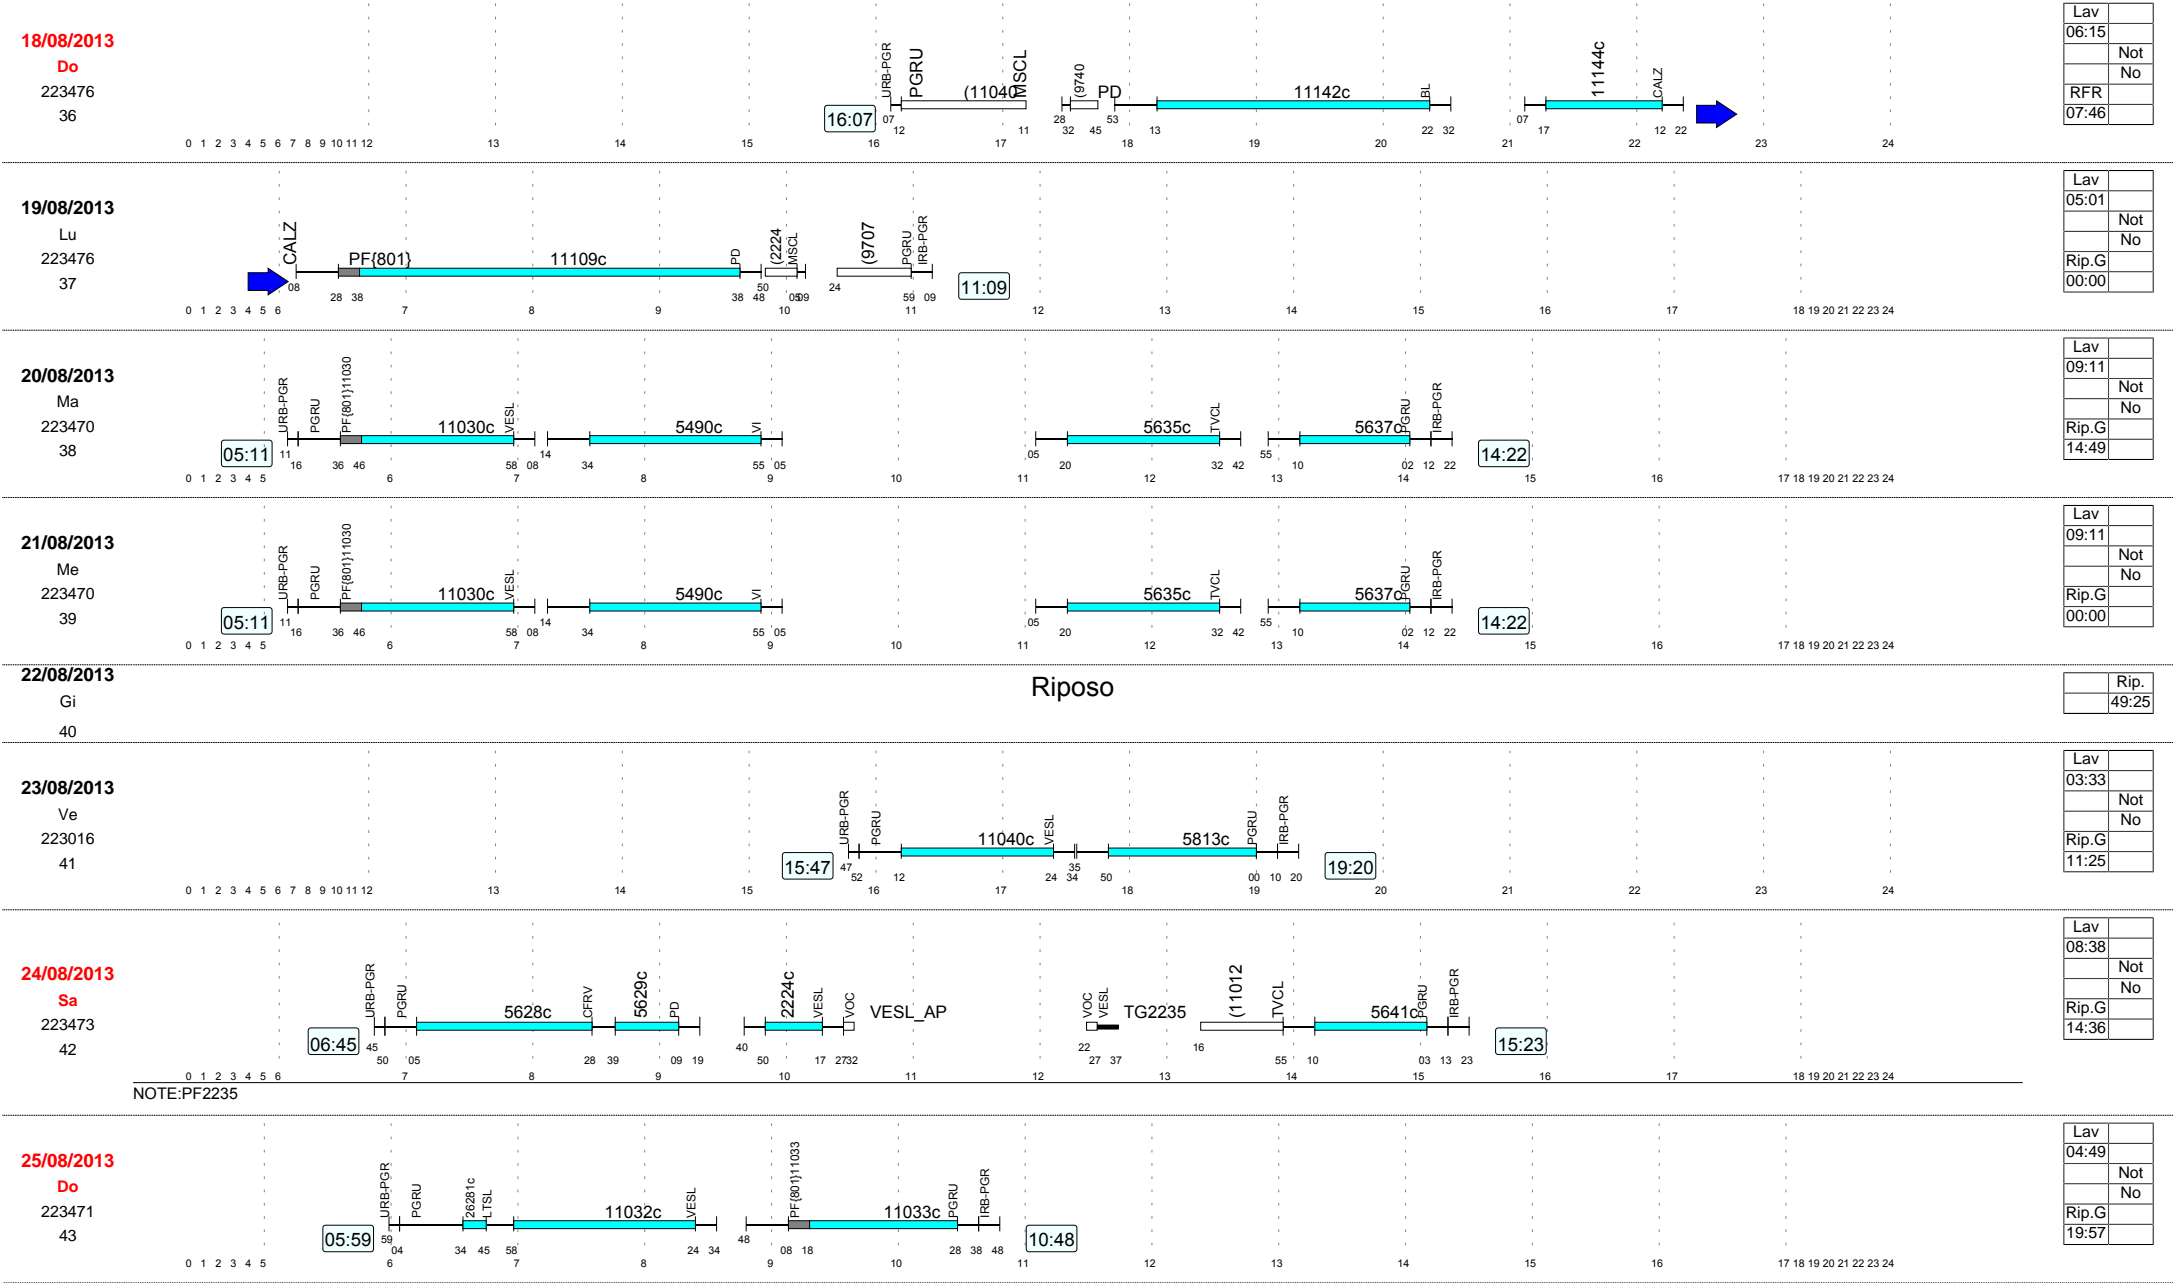 18/08/2013
Do
223476
36
16:07
URB-PGR PGRU (11040 MSCL (9740 PD 11142c BL 11144c CALZ
07 12 11 28 32 45 53 13 22 32 07 17 12 22
0 1 2 3 4 5 6 7 8 9 10 11 12 13 14 15 16 17 18 19 20 21 22 23 24
Lav
06:15
Not
No
RFR
07:46
19/08/2013
Lu
223476
37
CALZ PF{801} 11109c PD (2224 MSCL (9707 PGRU IRB-PGR
08 28 38 38 48 50 05 09 24 59 09
11:09
0 1 2 3 4 5 6 7 8 9 10 11 12 13 14 15 16 17 18 19 20 21 22 23 24
Lav
05:01
Not
No
Rip.G
00:00
20/08/2013
Ma
223470
38
05:11
URB-PGR PGRU PF{801}11030 11030c VESL 5490c VI 5635c TVCL 5637c PGRU IRB-PGR
11 16 36 46 58 08 14 34 55 05 05 20 32 42 55 10 02 12 22
14:22
0 1 2 3 4 5 6 7 8 9 10 11 12 13 14 15 16 17 18 19 20 21 22 23 24
Lav
09:11
Not
No
Rip.G
14:49
21/08/2013
Me
223470
39
05:11
URB-PGR PGRU PF{801}11030 11030c VESL 5490c VI 5635c TVCL 5637c PGRU IRB-PGR
11 16 36 46 58 08 14 34 55 05 05 20 32 42 55 10 02 12 22
14:22
0 1 2 3 4 5 6 7 8 9 10 11 12 13 14 15 16 17 18 19 20 21 22 23 24
Lav
09:11
Not
No
Rip.G
00:00
22/08/2013
Gi
40
Riposo
Rip.
49:25
23/08/2013
Ve
223016
41
15:47
URB-PGR PGRU 11040c VESL 5813c PGRU IRB-PGR
47 52 12 24 34 35 50 00 10 20
19:20
0 1 2 3 4 5 6 7 8 9 10 11 12 13 14 15 16 17 18 19 20 21 22 23 24
Lav
03:33
Not
No
Rip.G
11:25
24/08/2013
Sa
223473
42
06:45
URB-PGR PGRU 5628c CFRV 5629c PD 2224c VESL VOC VESL_AP VOC VESL TG2235 (11012 TVCL 5641c PGRU IRB-PGR
45 50 05 28 39 09 19 40 50 17 27 32 22 27 37 16 55 10 03 13 23
15:23
0 1 2 3 4 5 6 7 8 9 10 11 12 13 14 15 16 17 18 19 20 21 22 23 24
NOTE:PF2235
Lav
08:38
Not
No
Rip.G
14:36
25/08/2013
Do
223471
43
05:59
URB-PGR PGRU 26281c LTSL 11032c VESL PF{801}11033 11033c PGRU IRB-PGR
59 04 34 45 58 24 34 48 08 18 28 38 48
10:48
0 1 2 3 4 5 6 7 8 9 10 11 12 13 14 15 16 17 18 19 20 21 22 23 24
Lav
04:49
Not
No
Rip.G
19:57